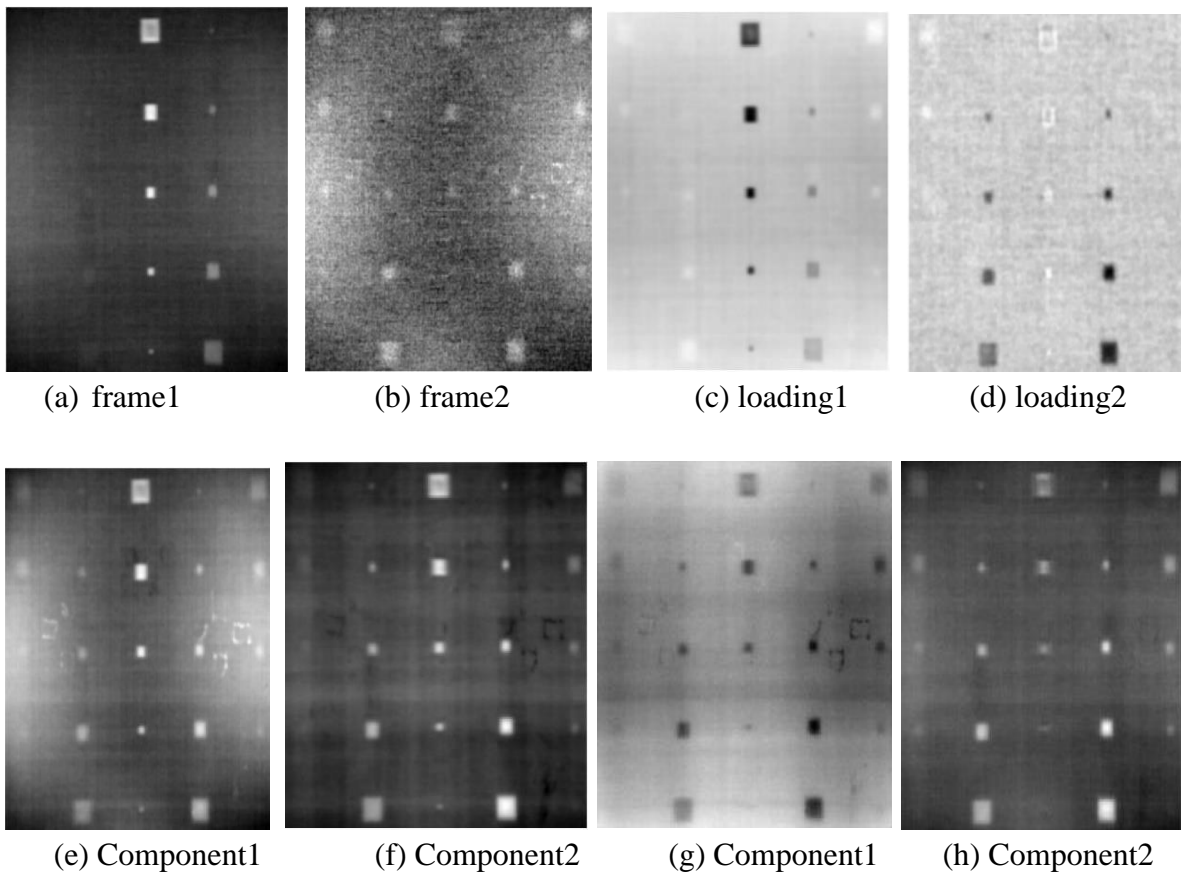 (a) frame1 (b) frame2 (c) loading1 (d) loading2
(e) Component1 (f) Component2 (g) Component1 (h) Component2